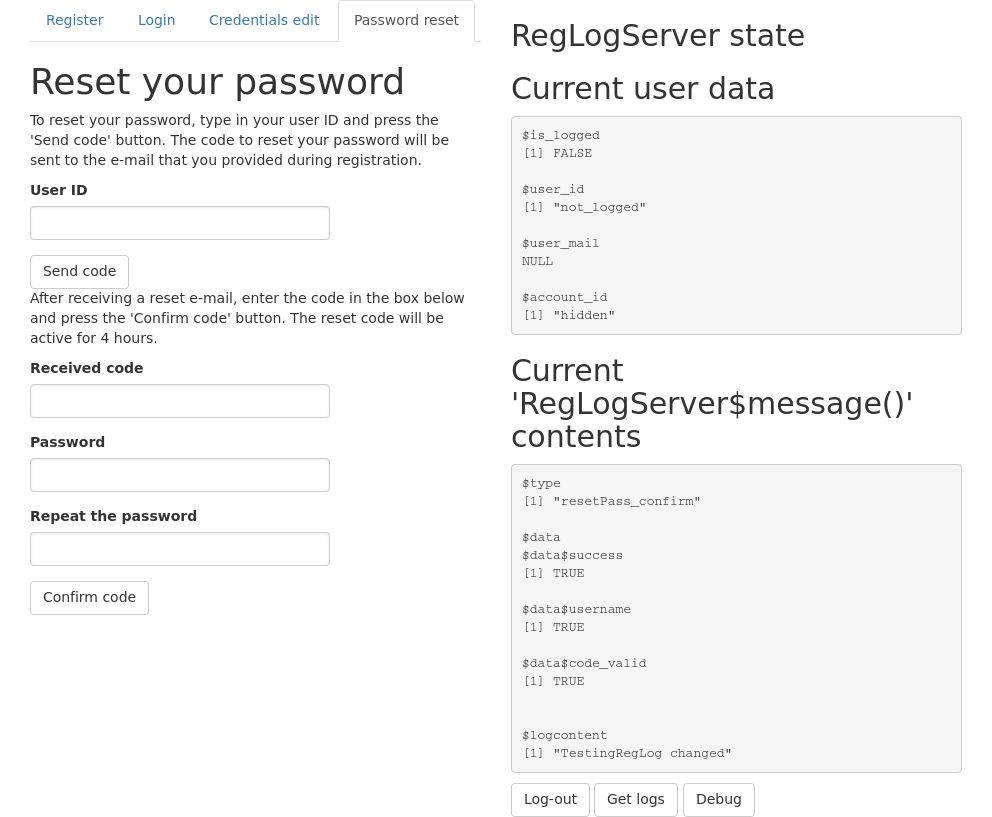 Register Login Credentials edit Password reset
Reset your password
To reset your password, type in your user ID and press the
'Send code' button. The code to reset your password will be
sent to the e-mail that you provided during registration.
User ID
Send code
After receiving a reset e-mail, enter the code in the box below
and press the 'Confirm code' button. The reset code will be
active for 4 hours.
Received code
Password
Repeat the password
Confirm code
RegLogServer state
Current user data
$is_logged
[1] FALSE
$user_id
[1] "not_logged"
$user_mail
NULL
$account_id
[1] "hidden"
Current
'RegLogServer$message()'
contents
$type
[1] "resetPass_confirm"
$data
$data$success
[1] TRUE
$data$username
[1] TRUE
$data$code_valid
[1] TRUE
$logcontent
[1] "TestingRegLog changed"
Log-out Get logs Debug